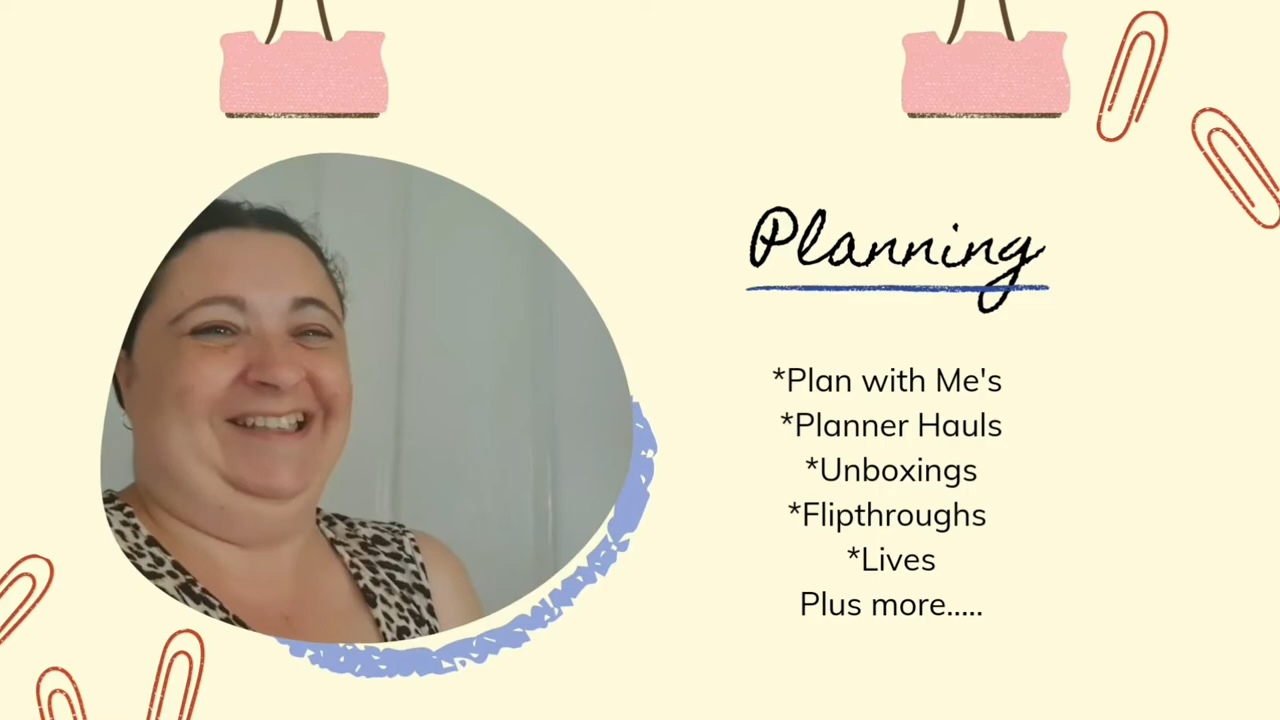 Planning
*Plan with Me's
*Planner Hauls
*Unboxings
*Flipthroughs
*Lives
Plus more.....